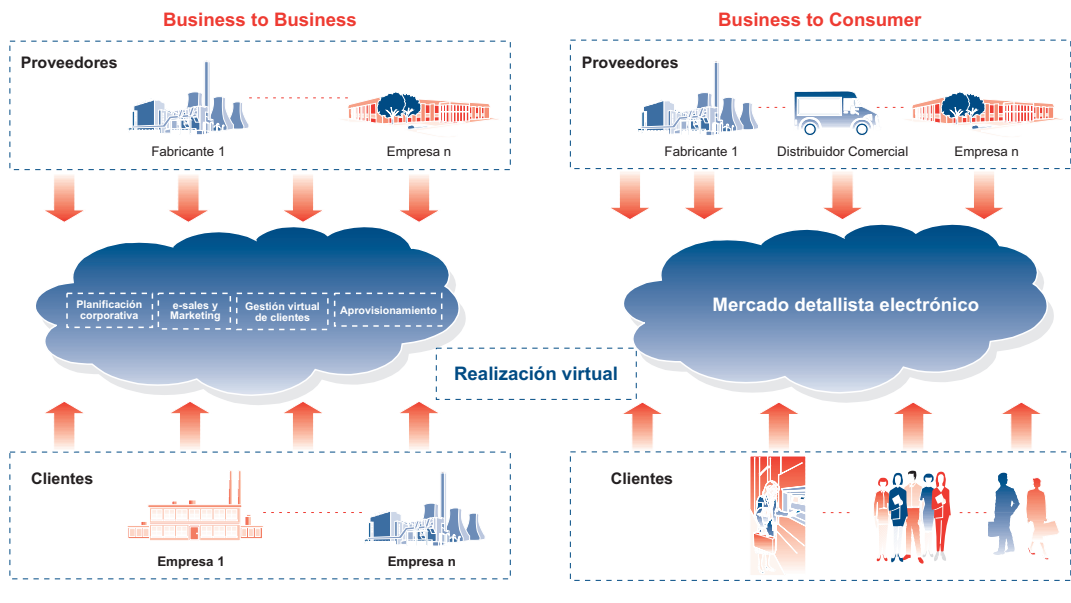 Business to Business
Proveedores
Fabricante 1
Empresa n
Planificación
corporativa
e-sales y
Marketing
Gestión virtual
de clientes
Aprovisionamiento
Clientes
Empresa 1
Empresa n
Realización virtual
Business to Consumer
Proveedores
Fabricante 1
Distribuidor Comercial
Empresa n
Mercado detallista electrónico
Clientes